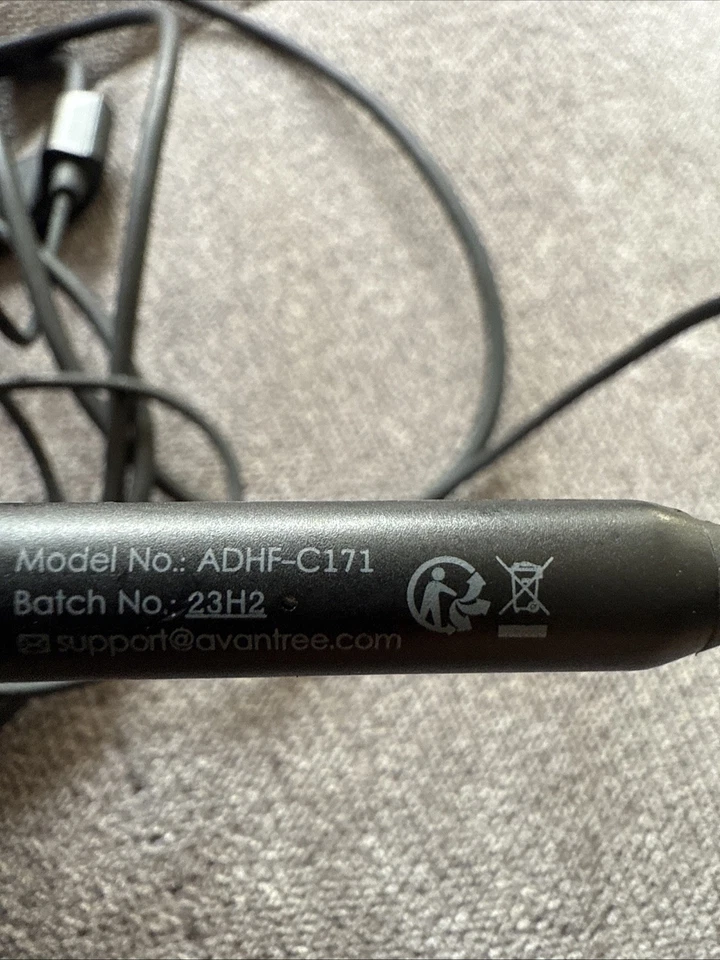 Model No.: ADHF-C171
Batch No.: 23H2
support@avantree.com